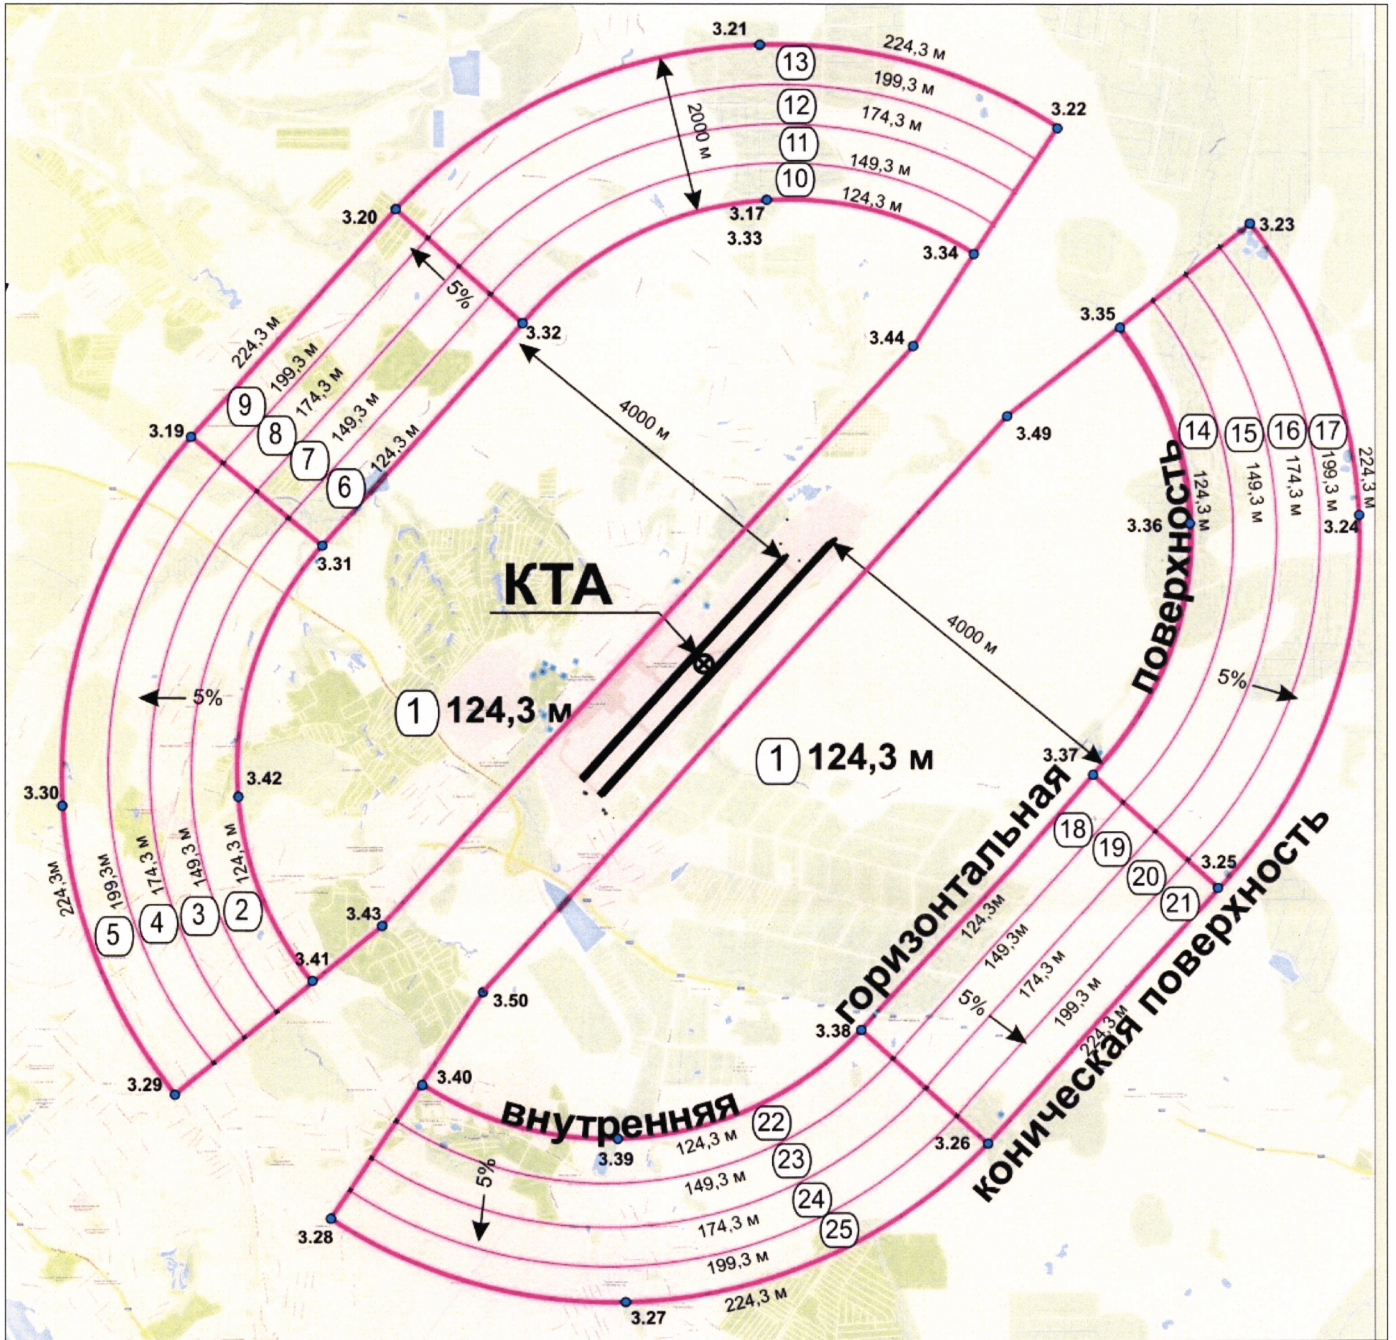 3.21
224,3 м
13
199,3 м
3.22
12
174,3 м
2000 м
11
149,3 м
10
124,3 м
3.20
3.17
3.33
3.34
3.23
5%
3.32
3.35
3.44
224,3 м
199,3 м
174,3 м
149,3 м
124,3 м
9
8
7
6
3.19
4000 м
3.49
14
15
16
17
124,3 м
149,3 м
174,3 м
199,3 м
224,3 м
3.36
3.24
3.31
КТА
4000 м
поверхность
5%
5%
1
124,3 м
1
124,3 м
3.37
3.30
3.42
горизонтальная
18
19
20
21
3.25
224,3м
199,3м
174,3 м
149,3 м
124,3 м
5
4
3
2
3.43
3.41
124,3м
149,3м
174,3 м
199,3 м
224,3 м
5%
3.50
3.38
коническая поверхность
3.29
3.40
внутренняя
22
124,3 м
3.39
3.26
23
149,3 м
5%
24
174,3 м
25
199,3 м
3.28
224,3м
3.27